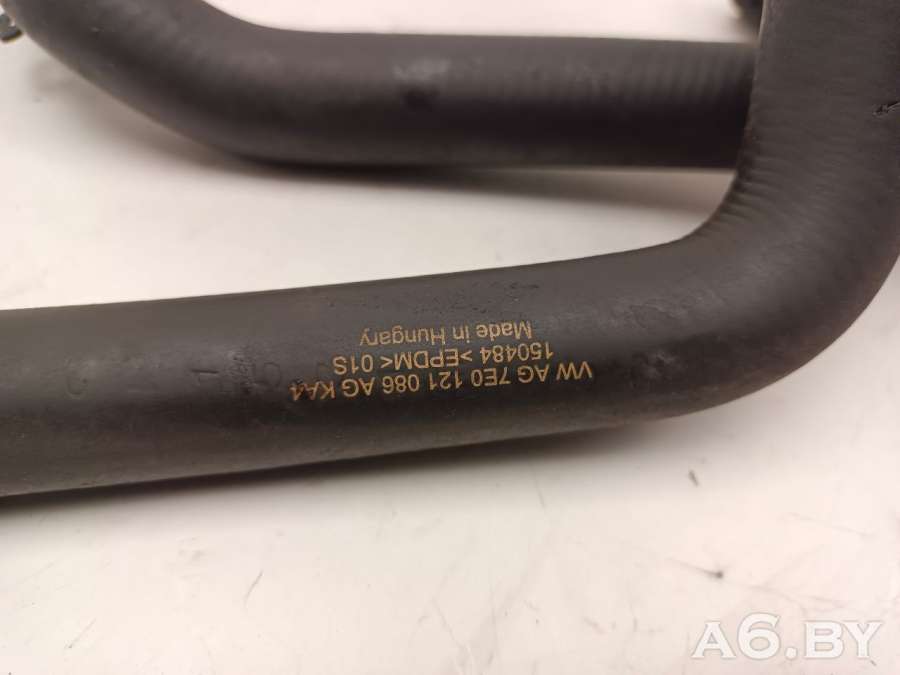 VW AG 7E0 121 086 AG KA4
150484 >EPDM< 01S
Made in Hungary
A6.BY